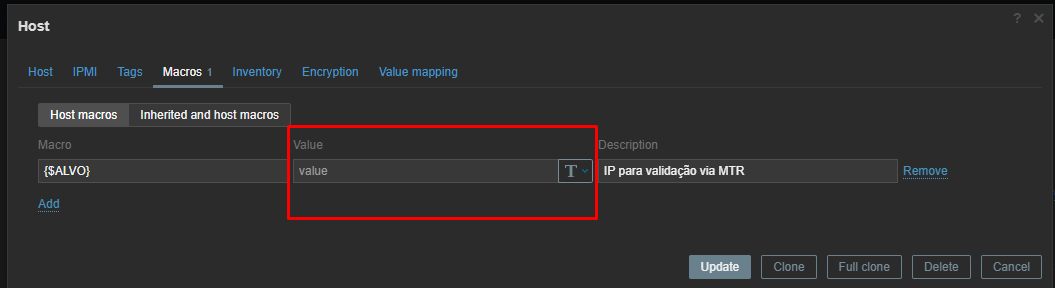 Host
? ×
Host IPMI Tags Macros 1 Inventory Encryption Value mapping
Host macros Inherited and host macros
Macro Value Description
{$ALVO} value T IP para validação via MTR Remove
Add
Update Clone Full clone Delete Cancel